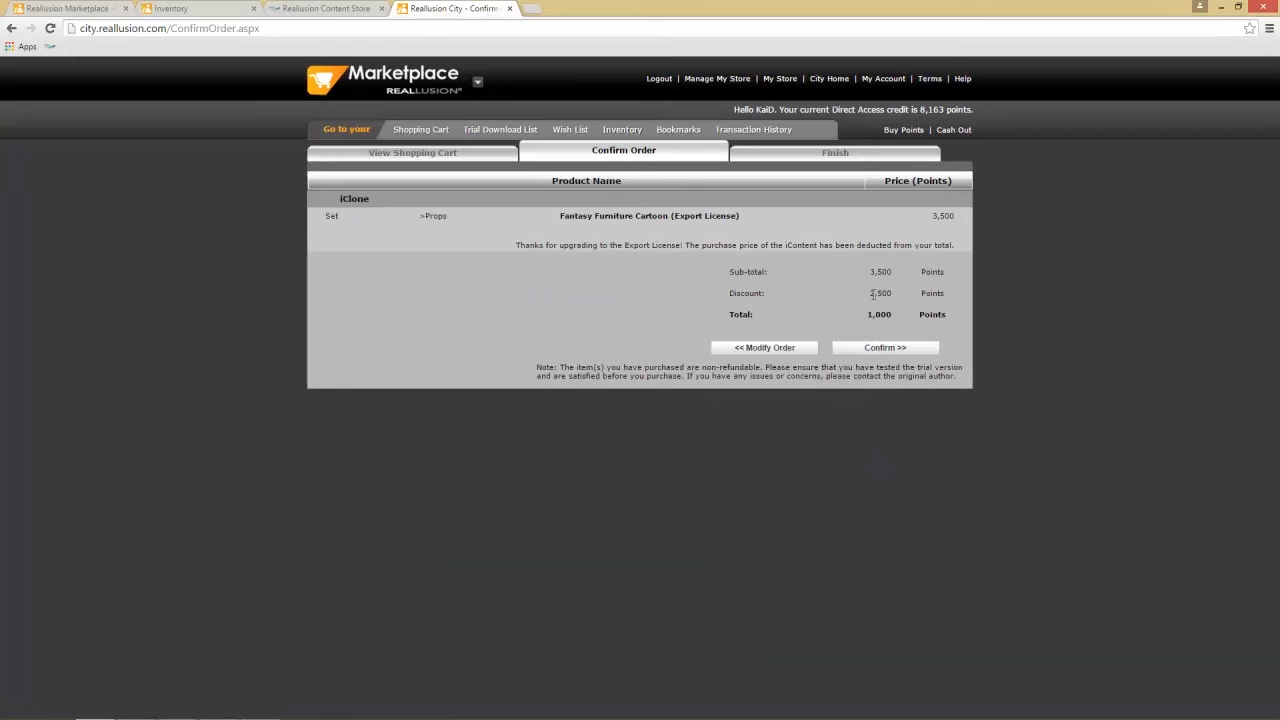 Reallusion Marketplace -
Inventory
Reallusion Content Store
Reallusion City - Confirm
city.reallusion.com/ConfirmOrder.aspx
Apps
Marketplace
REALLUSION
Logout | Manage My Store | My Store | City Home | My Account | Terms | Help
Hello KaiD. Your current Direct Access credit is 8,163 points.
Go to your Shopping Cart Trial Download List Wish List Inventory Bookmarks Transaction History Buy Points | Cash Out
View Shopping Cart Confirm Order Finish
Product Name Price (Points)
iClone
Set >Props Fantasy Furniture Cartoon (Export License) 3,500
Thanks for upgrading to the Export License! The purchase price of the iContent has been deducted from your total.
Sub-total: 3,500 Points
Discount: 2,500 Points
Total: 1,000 Points
<< Modify Order Confirm >>
Note: The item(s) you have purchased are non-refundable. Please ensure that you have tested the trial version
and are satisfied before you purchase. If you have any issues or concerns, please contact the original author.